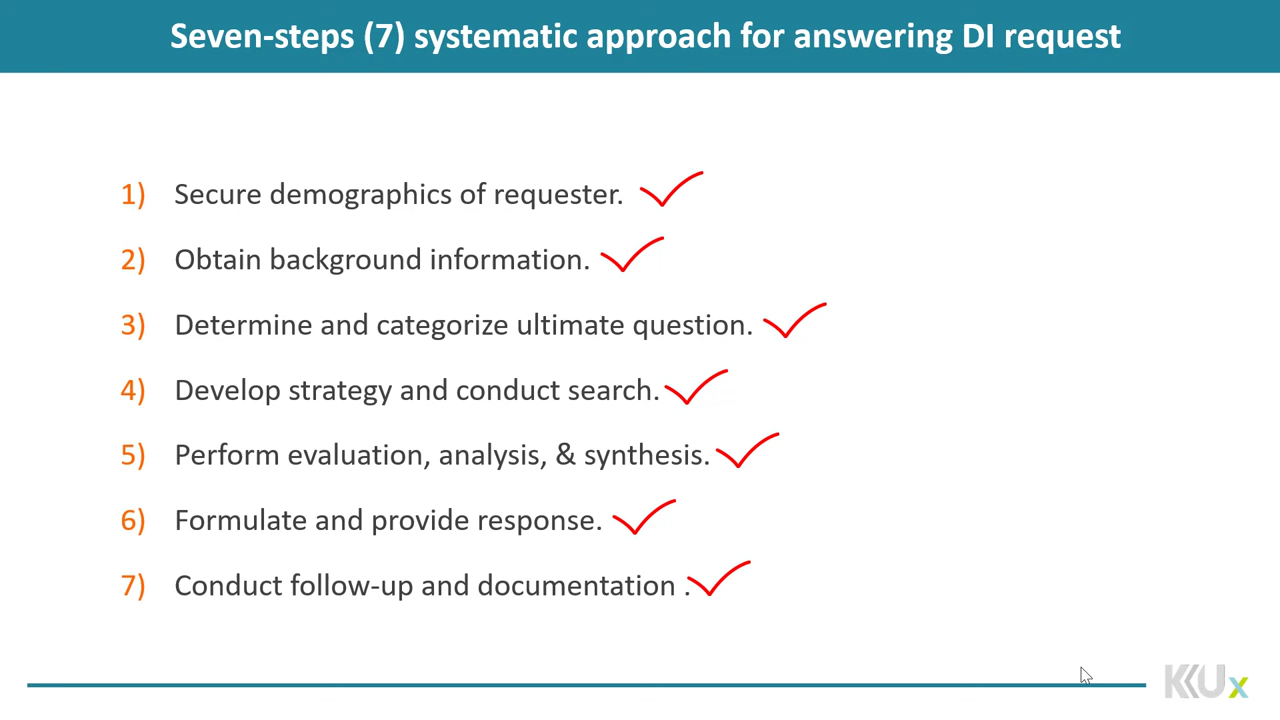 Seven-steps (7) systematic approach for answering DI request
1) Secure demographics of requester.
2) Obtain background information.
3) Determine and categorize ultimate question.
4) Develop strategy and conduct search.
5) Perform evaluation, analysis, & synthesis.
6) Formulate and provide response.
7) Conduct follow-up and documentation .
KKUx